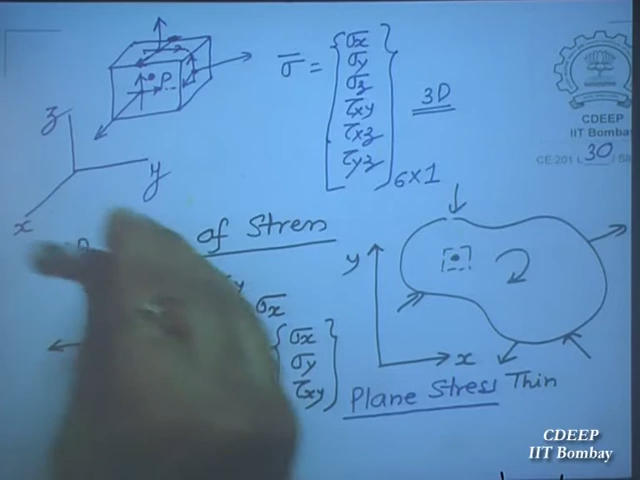 z
y
x
P
σ̅ = { σx
σy
σz
τxy
τxz
τyz } 6×1
3D
CDEEP
IIT Bombay
CE 201 L 30 / Sl
of Stress
σx
{ σx
σy
τxy }
y
x
Plane Stress Thin
CDEEP
IIT Bombay